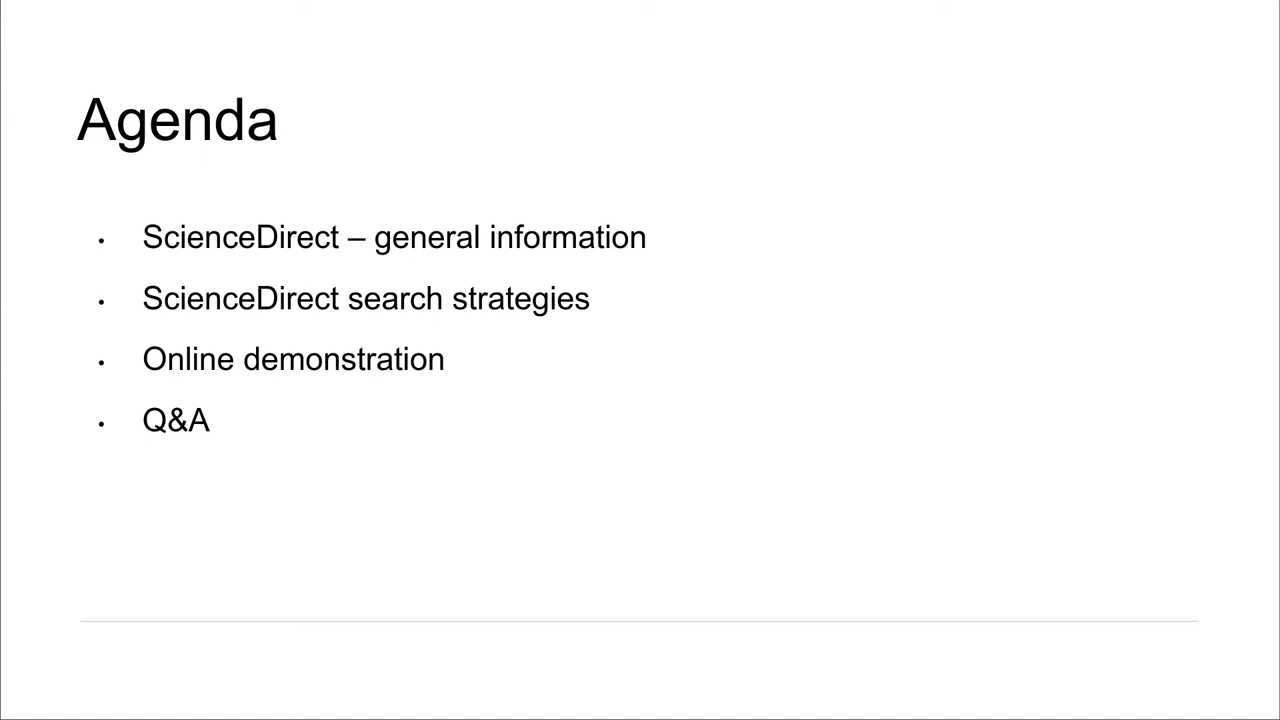 Agenda
• ScienceDirect – general information
• ScienceDirect search strategies
• Online demonstration
• Q&A